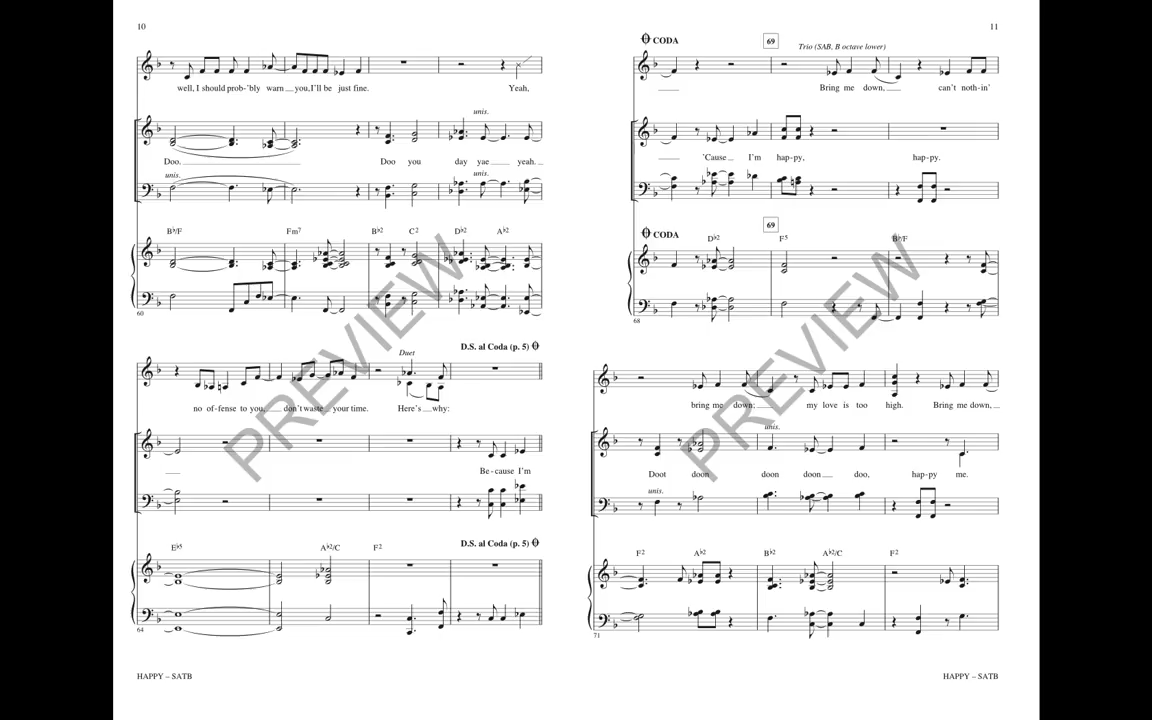 10
well, I should prob-'bly warn you, I'll be just fine. Yeah,
unis.
Doo. Doo you day yae yeah.
unis. unis.
B♭/F Fm7 B♭2 C2 D♭2 A♭2
60
D.S. al Coda (p. 5)
Duet
no of-fense to you, don't waste your time. Here's why:
Be-cause I'm
D.S. al Coda (p. 5)
E♭5 A♭2/C F2
64
HAPPY – SATB
11
CODA 69
Trio (SAB, B octave lower)
Bring me down, can't noth-in'
'Cause I'm hap-py, hap-py.
CODA 69
D♭2 F5 B♭/F
68
bring me down; my love is too high. Bring me down,
unis.
Doot doon doon doon doo, hap-py me.
unis.
F2 A♭2 B♭2 A♭2/C F2
71
HAPPY – SATB
PREVIEW
PREVIEW